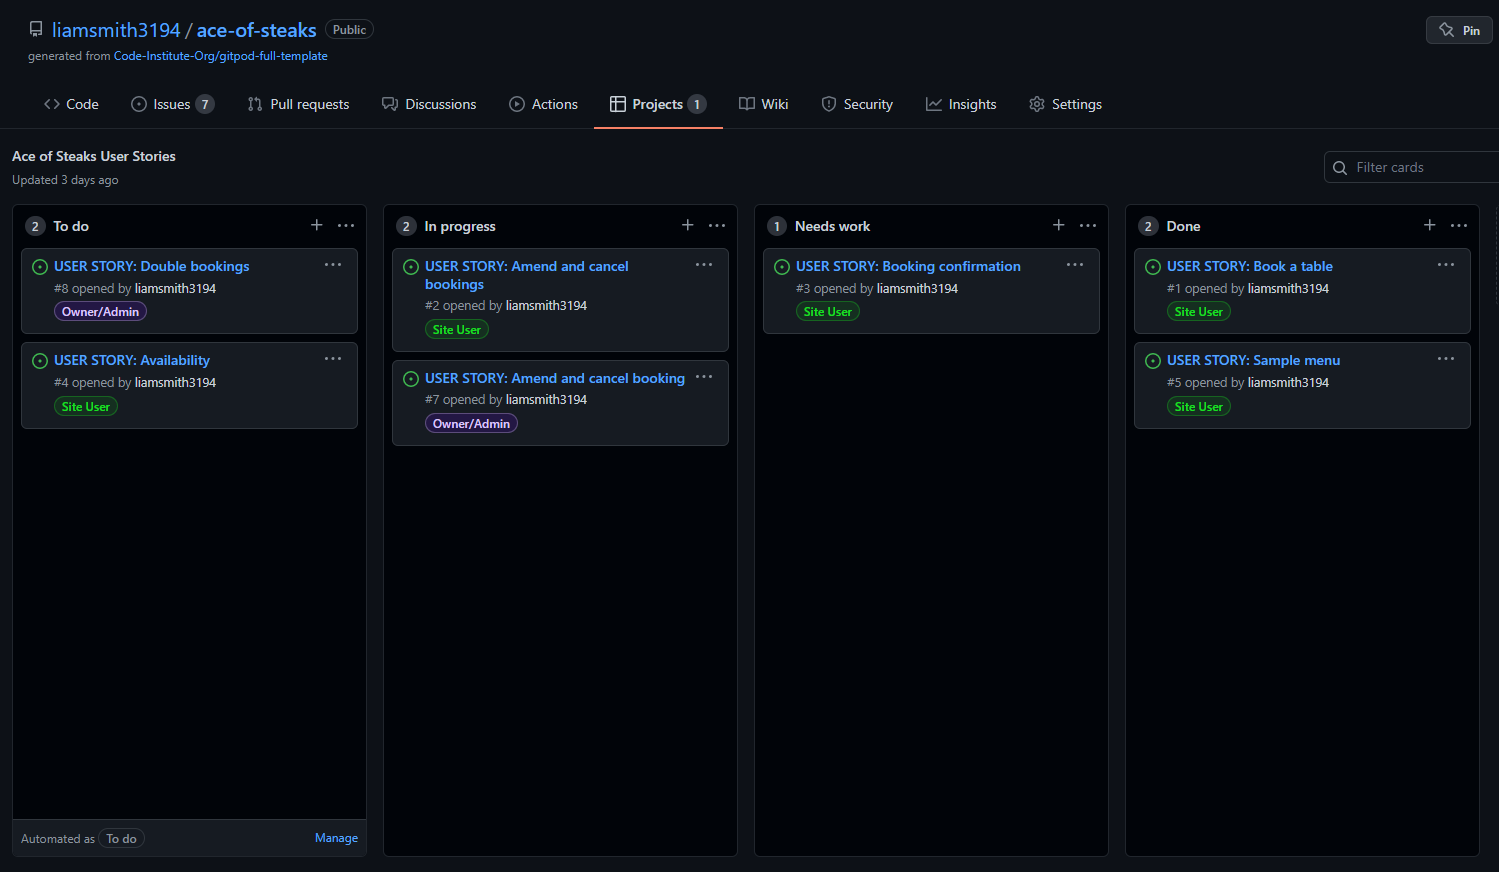 liamsmith3194 / ace-of-steaks Public
Pin
generated from Code-Institute-Org/gitpod-full-template
Code Issues 7 Pull requests Discussions Actions Projects 1 Wiki Security Insights Settings
Ace of Steaks User Stories
Updated 3 days ago
Filter cards
2 To do
USER STORY: Double bookings
#8 opened by liamsmith3194
Owner/Admin
USER STORY: Availability
#4 opened by liamsmith3194
Site User
Automated as To do Manage
2 In progress
USER STORY: Amend and cancel
bookings
#2 opened by liamsmith3194
Site User
USER STORY: Amend and cancel booking
#7 opened by liamsmith3194
Owner/Admin
1 Needs work
USER STORY: Booking confirmation
#3 opened by liamsmith3194
Site User
2 Done
USER STORY: Book a table
#1 opened by liamsmith3194
Site User
USER STORY: Sample menu
#5 opened by liamsmith3194
Site User